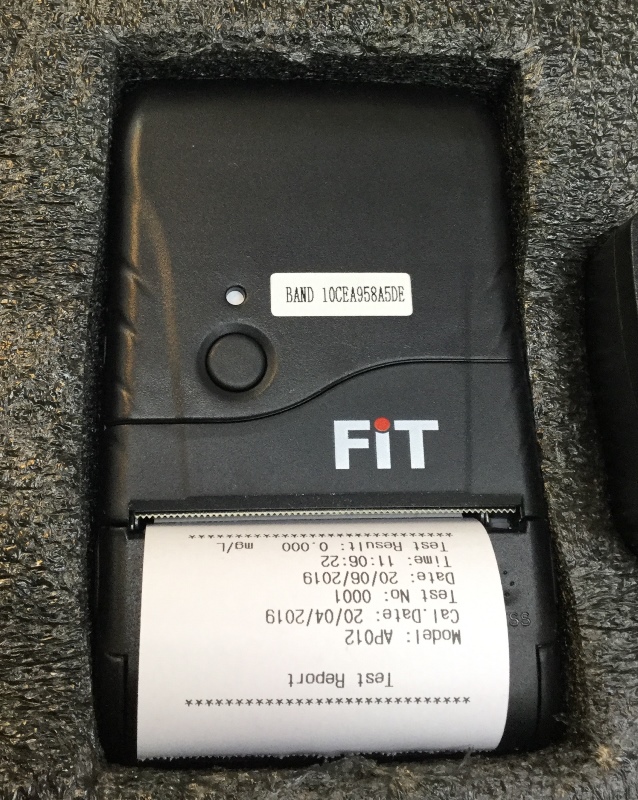 BAND 10CEA958A5DE
FiT
************************************
Test Report
Model: AP012
Cal.Date: 20/04/2019
Test No: 0001
Date: 20/06/2019
Time: 11:06:22
Test Result: 0.000 mg/L
************************************